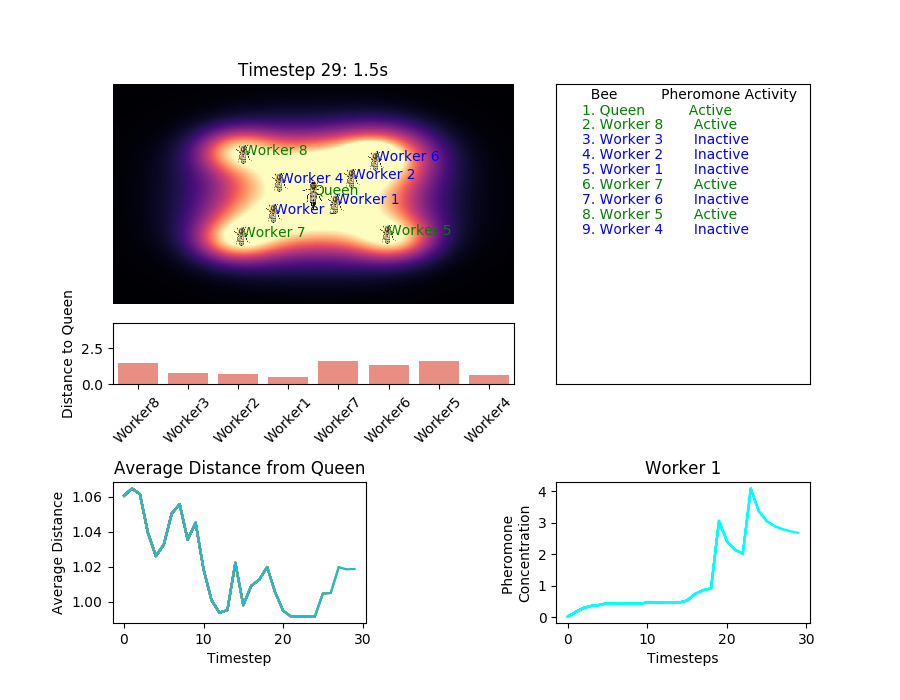 Timestep 29: 1.5s
Worker 8
Worker 6
Worker 4
Worker 2
Queen
Worker 1
Worker
Worker 7
Worker 5
Bee Pheromone Activity
1. Queen Active
2. Worker 8 Active
3. Worker 3 Inactive
4. Worker 2 Inactive
5. Worker 1 Inactive
6. Worker 7 Active
7. Worker 6 Inactive
8. Worker 5 Active
9. Worker 4 Inactive
Distance to Queen
2.5
0.0
Worker8
Worker3
Worker2
Worker1
Worker7
Worker6
Worker5
Worker4
Average Distance from Queen
Average Distance
1.06
1.04
1.02
1.00
0 10 20 30
Timestep
Worker 1
Pheromone
Concentration
4
3
2
1
0
0 10 20 30
Timesteps